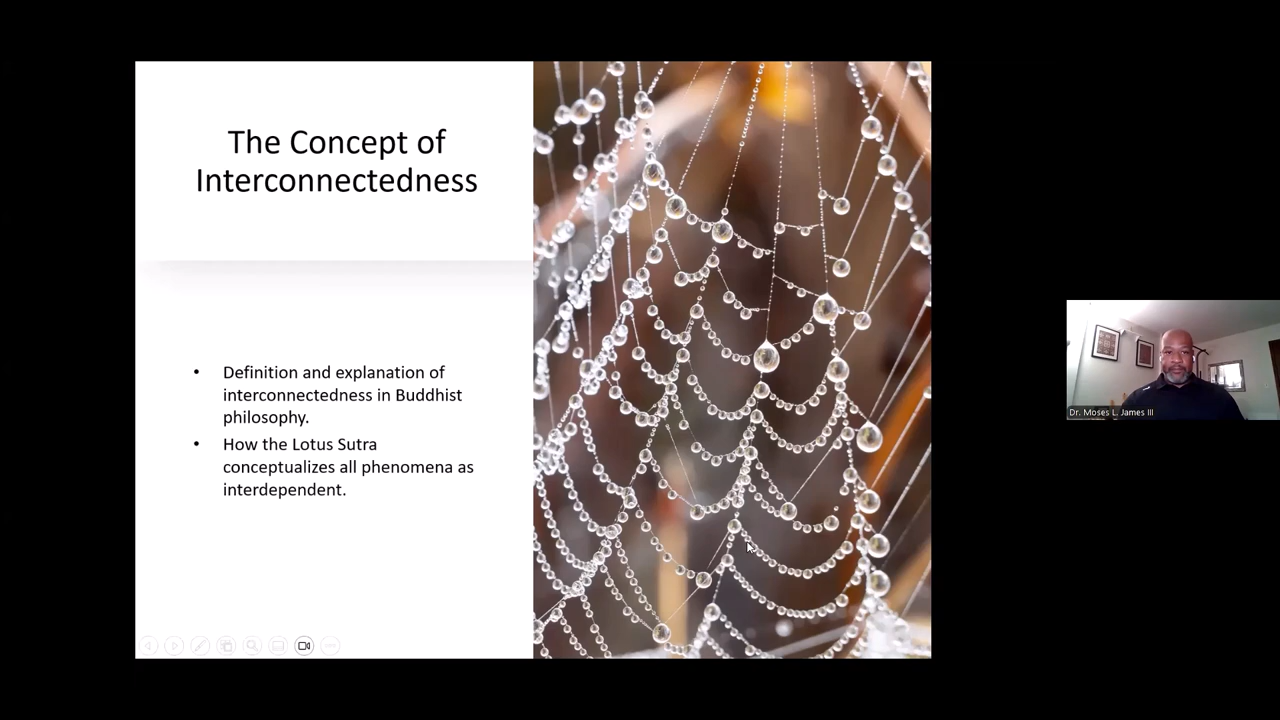 The Concept of
Interconnectedness
• Definition and explanation of
interconnectedness in Buddhist
philosophy.
• How the Lotus Sutra
conceptualizes all phenomena as
interdependent.
Dr. Moses L. James III